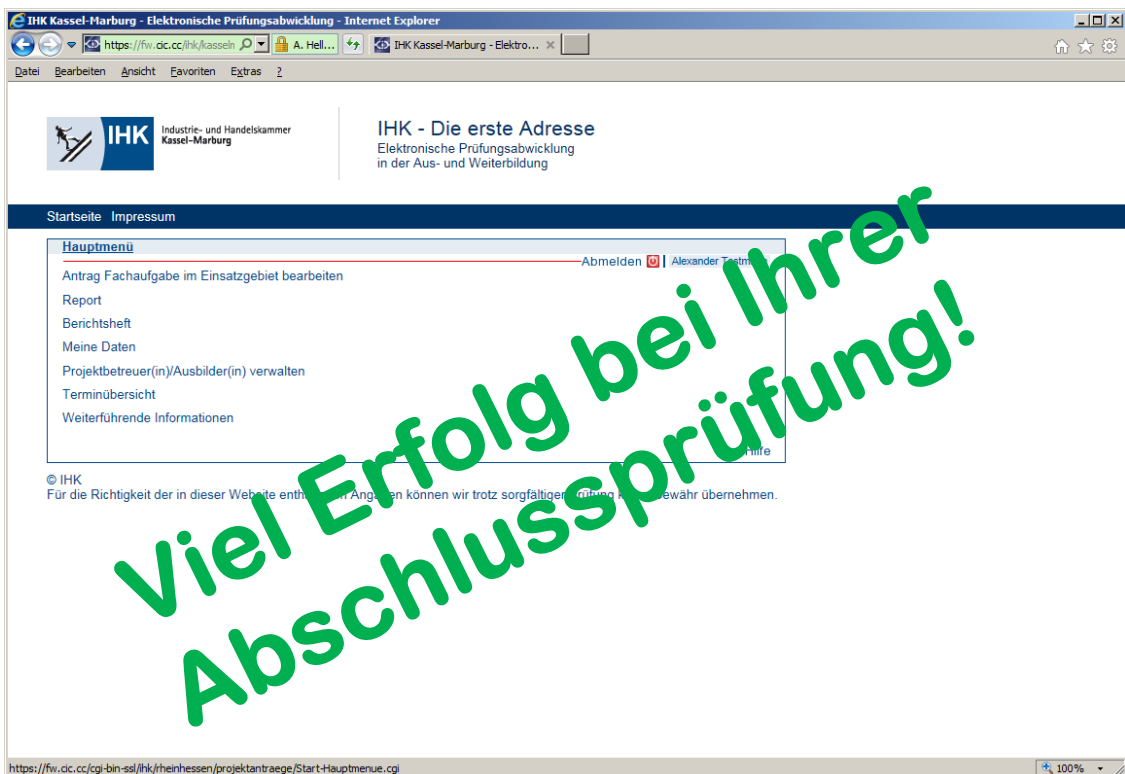 IHK Kassel-Marburg - Elektronische Prüfungsabwicklung - Internet Explorer
https://fw.cic.cc/ihk/kasseln
A. Hell...
IHK Kassel-Marburg - Elektro...
Datei Bearbeiten Ansicht Favoriten Extras ?
IHK
Industrie- und Handelskammer
Kassel-Marburg
IHK - Die erste Adresse
Elektronische Prüfungsabwicklung
in der Aus- und Weiterbildung
Startseite Impressum
Hauptmenü
Abmelden Alexander
Antrag Fachaufgabe im Einsatzgebiet bearbeiten
Report
Berichtsheft
Meine Daten
Projektbetreuer(in)/Ausbilder(in) verwalten
Terminübersicht
Weiterführende Informationen
© IHK
Für die Richtigkeit der in dieser Website Angaben können wir trotz sorgfältiger übernehmen.
Viel Erfolg bei Ihrer
Abschlussprüfung!
https://fw.cic.cc/cgi-bin-ssl/ihk/rheinhessen/projektantraege/Start-Hauptmenue.cgi
100%